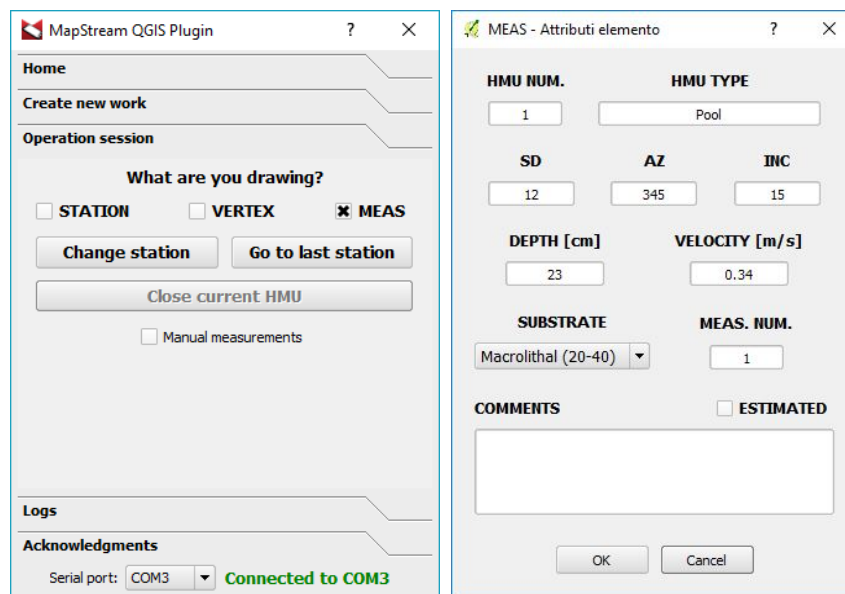 MapStream QGIS Plugin
?
Home
Create new work
Operation session
What are you drawing?
STATION VERTEX MEAS
Change station Go to last station
Close current HMU
Manual measurements
Logs
Acknowledgments
Serial port: COM3 Connected to COM3
MEAS - Attributi elemento
?
HMU NUM. HMU TYPE
1 Pool
SD AZ INC
12 345 15
DEPTH [cm] VELOCITY [m/s]
23 0.34
SUBSTRATE MEAS. NUM.
Macrolithal (20-40) 1
COMMENTS ESTIMATED
OK Cancel